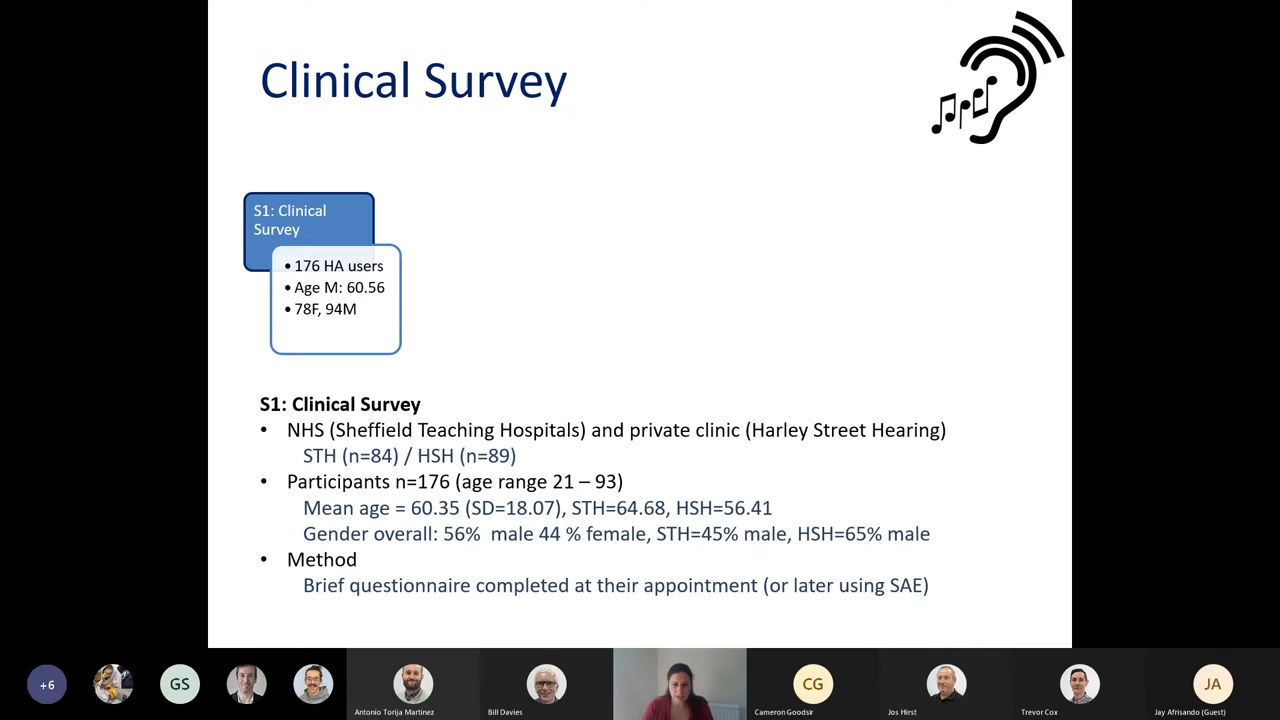 Clinical Survey
S1: Clinical
Survey
• 176 HA users
• Age M: 60.56
• 78F, 94M
S1: Clinical Survey
• NHS (Sheffield Teaching Hospitals) and private clinic (Harley Street Hearing)
STH (n=84) / HSH (n=89)
• Participants n=176 (age range 21 – 93)
Mean age = 60.35 (SD=18.07), STH=64.68, HSH=56.41
Gender overall: 56% male 44 % female, STH=45% male, HSH=65% male
• Method
Brief questionnaire completed at their appointment (or later using SAE)
+6
GS
CG
JA
Antonio Torija Martinez
Bill Davies
Cameron Goodsir
Jos Hirst
Trevor Cox
Jay Afrisando (Guest)